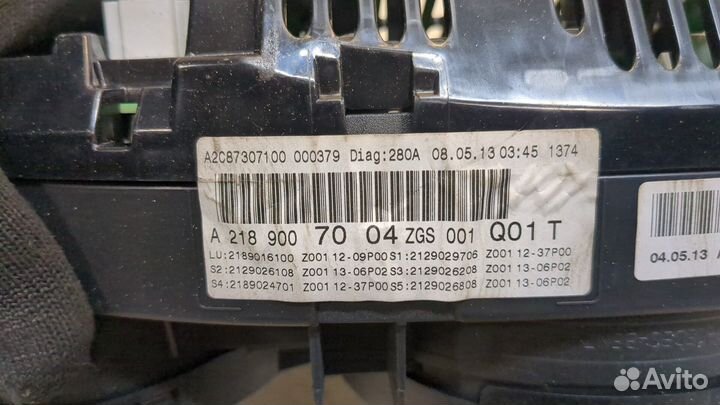 A2C87307100 000379 Diag:280A 08.05.13 03:45 1374
A 218 900 70 04 ZGS 001 Q01 T
LU:2189016100 Z001 12-09P00 S1:2129029706 Z001 12-37P00
S2:2129026108 Z001 13-06P02 S3:2129026208 Z001 13-06P02
S4:2189024701 Z001 12-37P00 S5:2129026808 Z001 13-06P02
04.05.13 A
Avito